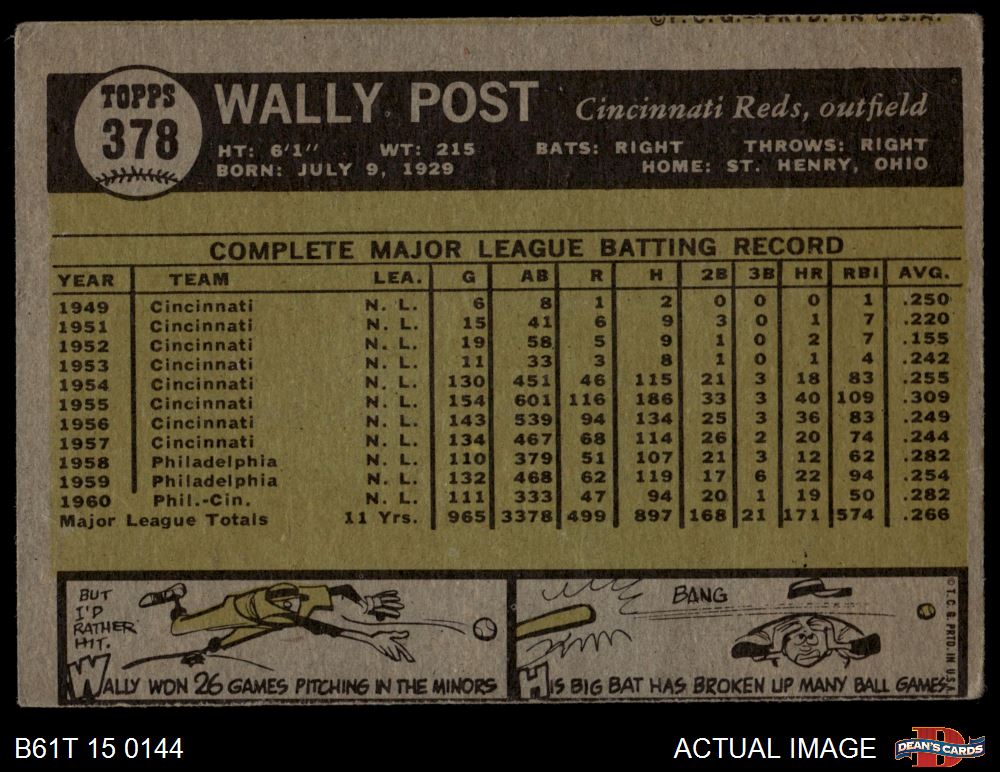 © T. C. G.—PRTD. IN U.S.A.
TOPPS
378
WALLY POST Cincinnati Reds, outfield
HT: 6'1" WT: 215 BATS: RIGHT THROWS: RIGHT
BORN: JULY 9, 1929 HOME: ST. HENRY, OHIO
COMPLETE MAJOR LEAGUE BATTING RECORD
YEAR TEAM LEA. G AB R H 2B 3B HR RBI AVG.
1949 Cincinnati N. L. 6 8 1 2 0 0 0 1 .250
1951 Cincinnati N. L. 15 41 6 9 3 0 1 7 .220
1952 Cincinnati N. L. 19 58 5 9 1 0 2 7 .155
1953 Cincinnati N. L. 11 33 3 8 1 0 1 4 .242
1954 Cincinnati N. L. 130 451 46 115 21 3 18 83 .255
1955 Cincinnati N. L. 154 601 116 186 33 3 40 109 .309
1956 Cincinnati N. L. 143 539 94 134 25 3 36 83 .249
1957 Cincinnati N. L. 134 467 68 114 26 2 20 74 .244
1958 Philadelphia N. L. 110 379 51 107 21 3 12 62 .282
1959 Philadelphia N. L. 132 468 62 119 17 6 22 94 .254
1960 Phil.-Cin. N. L. 111 333 47 94 20 1 19 50 .282
Major League Totals 11 Yrs. 965 3378 499 897 168 21 171 574 .266
BUT
I'D
RATHER
HIT.
WALLY WON 26 GAMES PITCHING IN THE MINORS
BANG
HIS BIG BAT HAS BROKEN UP MANY BALL GAMES!
© T. C. G. PRTD. IN U.S.A.
B61T 15 0144
ACTUAL IMAGE
D
DEAN'S CARDS